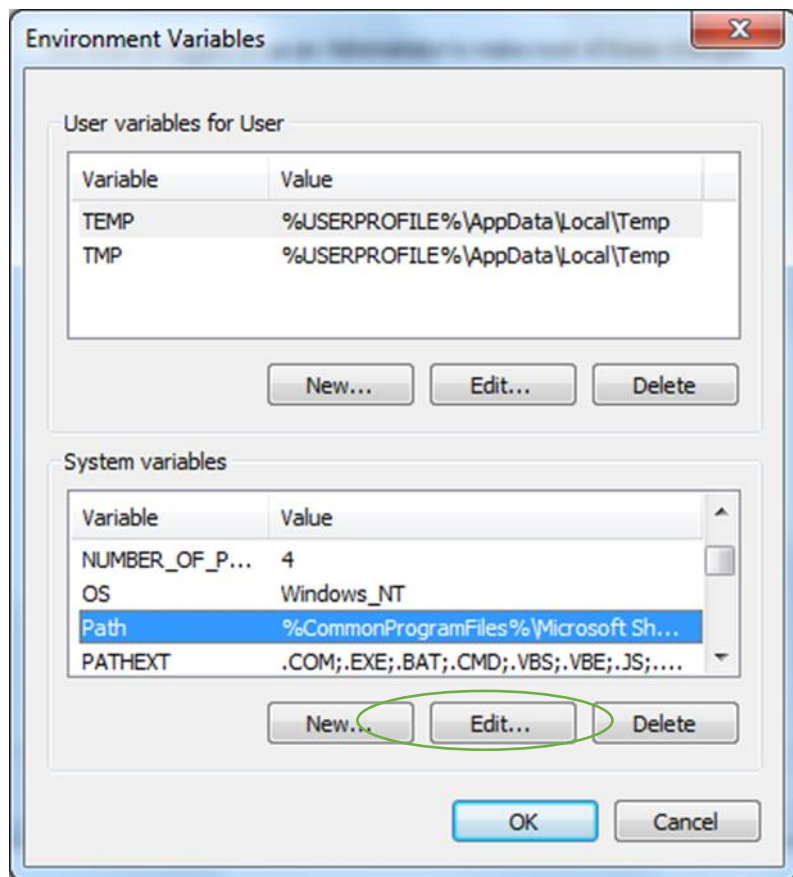 Environment Variables
User variables for User
Variable Value
TEMP %USERPROFILE%\AppData\Local\Temp
TMP %USERPROFILE%\AppData\Local\Temp
New... Edit... Delete
System variables
Variable Value
NUMBER_OF_P... 4
OS Windows_NT
Path %CommonProgramFiles%\Microsoft Sh...
PATHEXT .COM;.EXE;.BAT;.CMD;.VBS;.VBE;.JS;....
New... Edit... Delete
OK Cancel